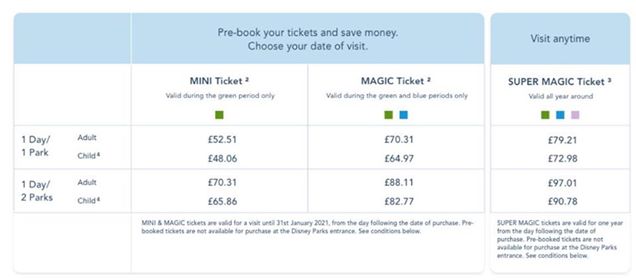 Pre-book your tickets and save money.
Choose your date of visit.
Visit anytime
MINI Ticket ²
Valid during the green period only
MAGIC Ticket ²
Valid during the green and blue periods only
SUPER MAGIC Ticket ³
Valid all year around
1 Day/
1 Park
Adult £52.51 £70.31 £79.21
Child⁴ £48.06 £64.97 £72.98
1 Day/
2 Parks
Adult £70.31 £88.11 £97.01
Child⁴ £65.86 £82.77 £90.78
MINI & MAGIC tickets are valid for a visit until 31st January 2021, from the day following the date of purchase. Pre-
booked tickets are not available for purchase at the Disney Parks entrance. See conditions below.
SUPER MAGIC tickets are valid for one year
from the day following the date of
purchase. Pre-booked tickets are not
available for purchase at the Disney Parks
entrance. See conditions below.